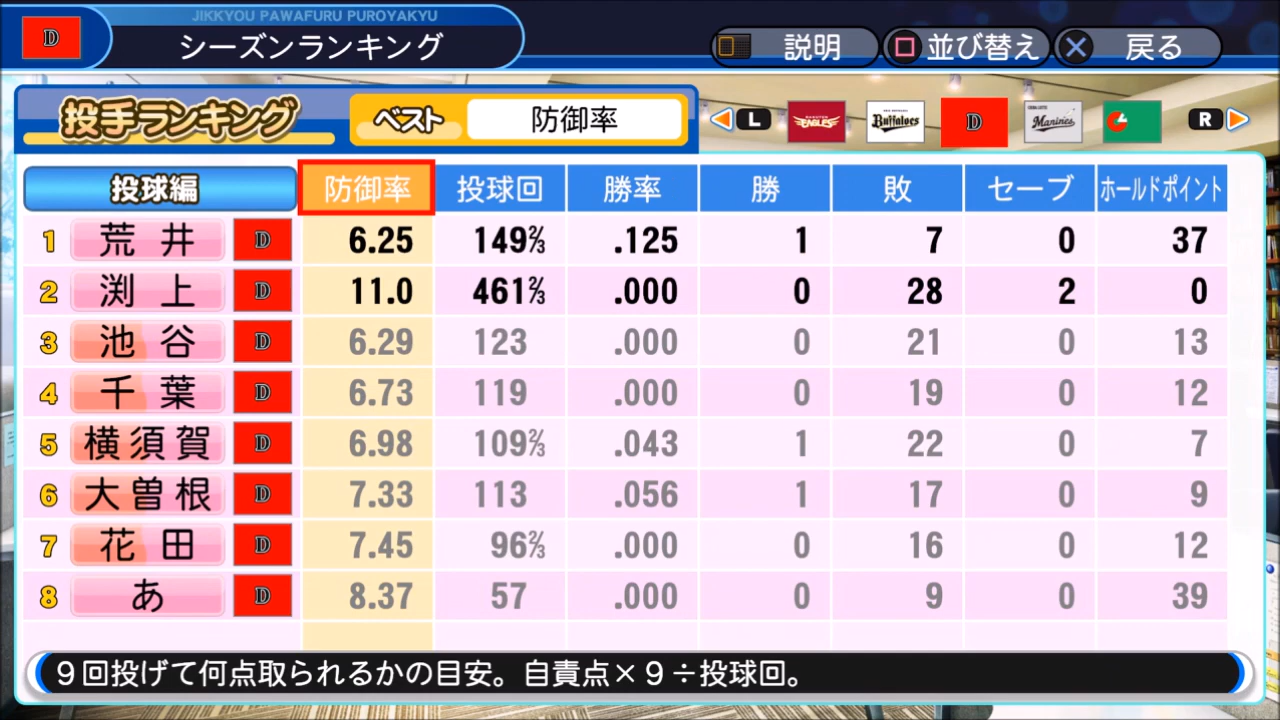 JIKKYOU PAWAFURU PUROYAKYU
D シーズンランキング 説明 並び替え 戻る
投手ランキング ベスト 防御率 L EAGLES Buffaloes D Marines R
投球編 防御率 投球回 勝率 勝 敗 セーブ ホールドポイント
1 荒井 D 6.25 149⅔ .125 1 7 0 37
2 渕上 D 11.0 461⅔ .000 0 28 2 0
3 池谷 D 6.29 123 .000 0 21 0 13
4 千葉 D 6.73 119 .000 0 19 0 12
5 横須賀 D 6.98 109⅔ .043 1 22 0 7
6 大曽根 D 7.33 113 .056 1 17 0 9
7 花田 D 7.45 96⅔ .000 0 16 0 12
8 あ D 8.37 57 .000 0 9 0 39
9回投げて何点取られるかの目安。自責点×9÷投球回。